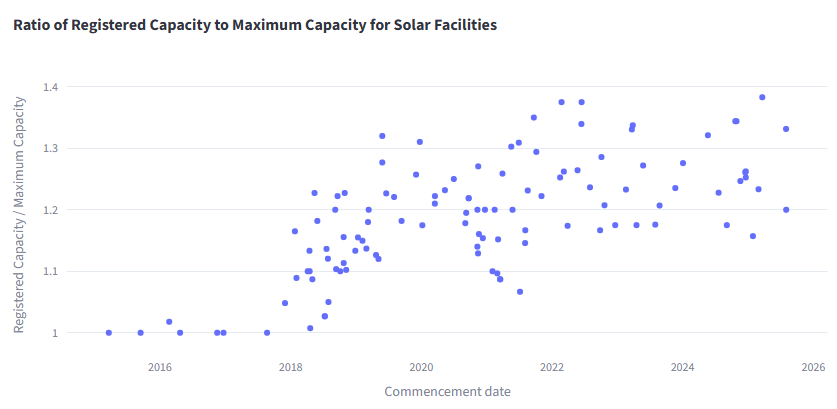 Ratio of Registered Capacity to Maximum Capacity for Solar Facilities
Registered Capacity / Maximum Capacity
1.4
1.3
1.2
1.1
1
2016 2018 2020 2022 2024 2026
Commencement date